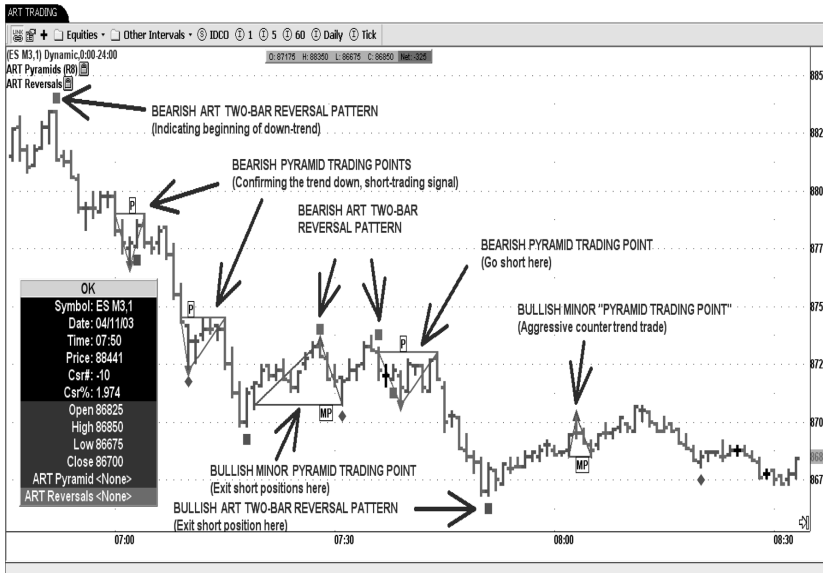 ART TRADING
Equities Other Intervals IDCO 1 5 60 Daily Tick
(ES M3,1) Dynamic,0:00-24:00
O: 87175 H: 88350 L: 86675 C: 86850 Net: -325
ART Pyramids (R8)
ART Reversals
885
BEARISH ART TWO-BAR REVERSAL PATTERN
(Indicating beginning of down-trend)
882
BEARISH PYRAMID TRADING POINTS
(Confirming the trend down, short-trading signal)
880
P
BEARISH ART TWO-BAR
REVERSAL PATTERN
BEARISH PYRAMID TRADING POINT
(Go short here)
877
OK
Symbol: ES M3,1
Date: 04/11/03
Time: 07:50
Price: 88441
Csr#: -10
Csr%: 1.974
Open 86825
High 86850
Low 86675
Close 86700
ART Pyramid <None>
ART Reversals <None>
P
BULLISH MINOR "PYRAMID TRADING POINT"
(Aggressive countertrend trade)
875
P
872
MP
870
MP
868
867
BULLISH MINOR PYRAMID TRADING POINT
(Exit short positions here)
BULLISH ART TWO-BAR REVERSAL PATTERN
(Exit short position here)
07:00 07:30 08:00 08:30